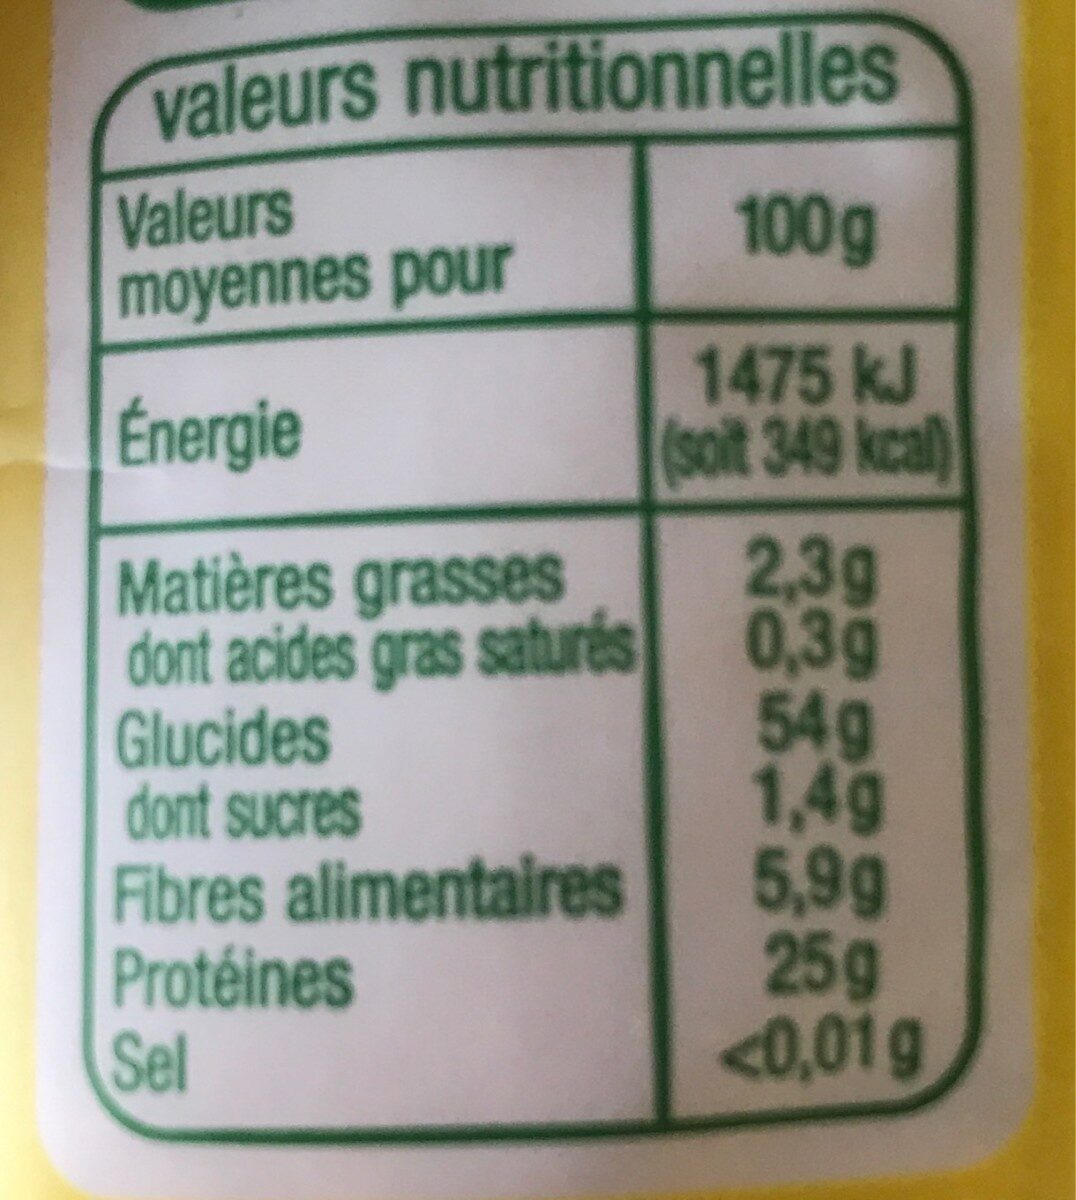 valeurs nutritionnelles
Valeurs
moyennes pour 100g
Énergie 1475 kJ
(soit 349 kcal)
Matières grasses 2,3g
dont acides gras saturés 0,3g
Glucides 54g
dont sucres 1,4g
Fibres alimentaires 5,9g
Protéines 25g
Sel <0,01g